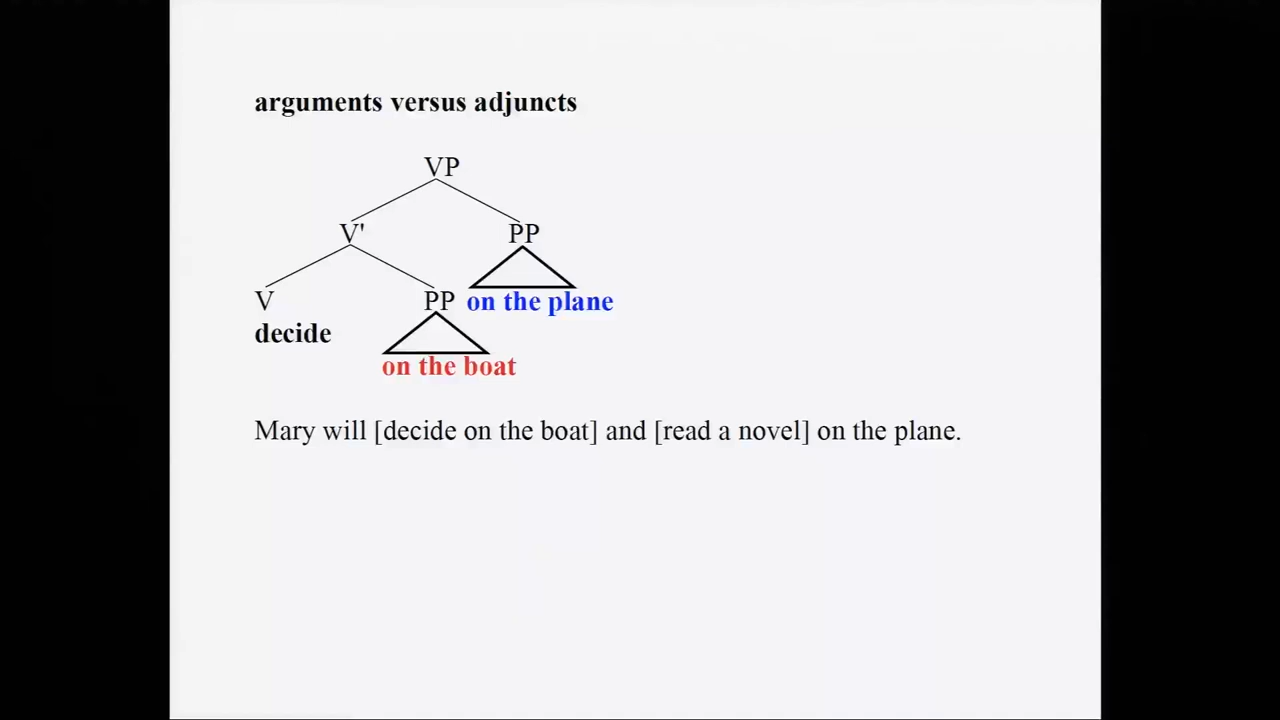 arguments versus adjuncts
VP
V' PP
V PP on the plane
decide
on the boat
Mary will [decide on the boat] and [read a novel] on the plane.